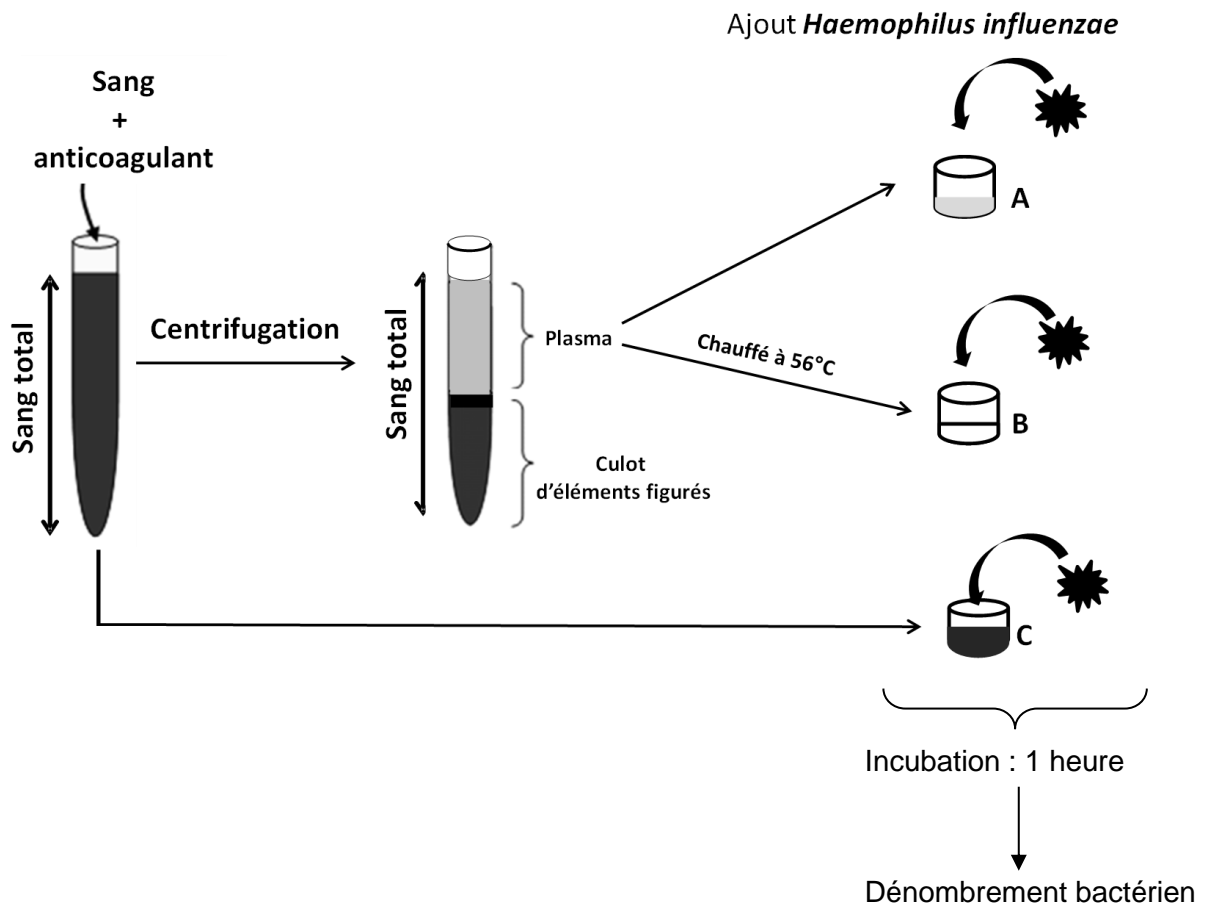 Ajout Haemophilus influenzae
Sang
+
anticoagulant
A
Sang total
Centrifugation
Sang total
Plasma
Chauffé à 56°C
B
Culot
d'éléments figurés
C
Incubation : 1 heure
Dénombrement bactérien